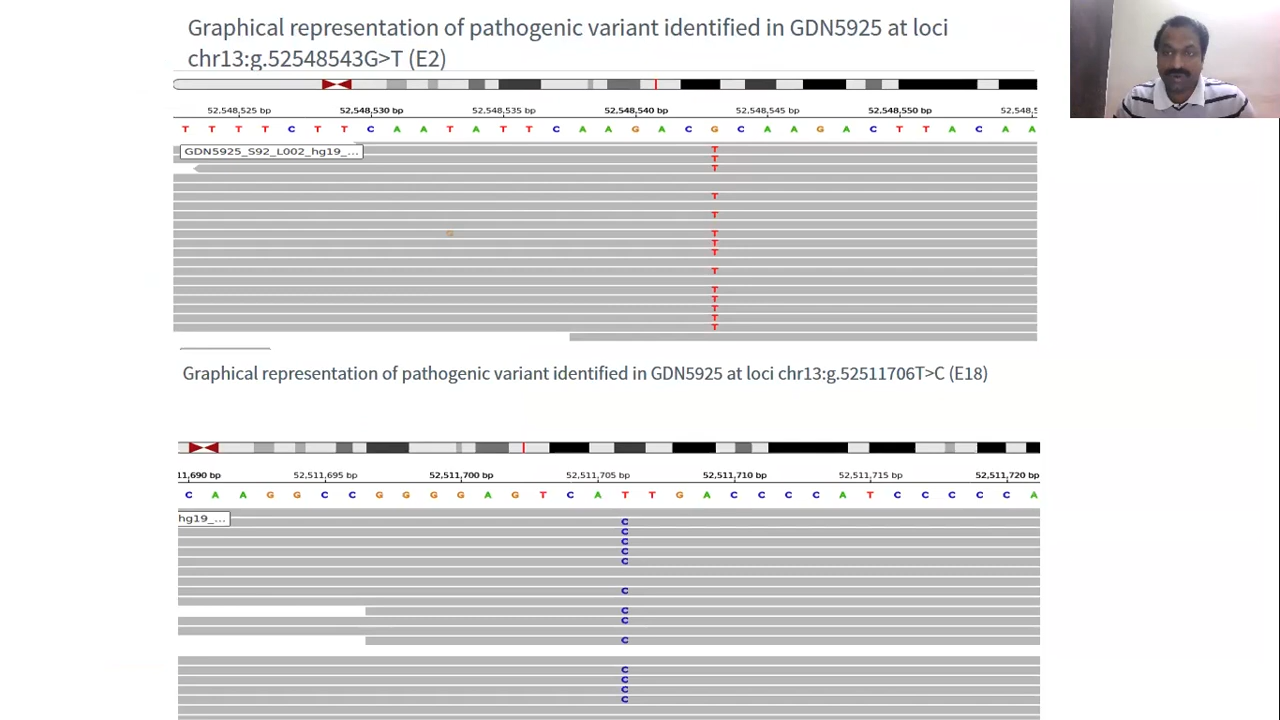 Graphical representation of pathogenic variant identified in GDN5925 at loci
chr13:g.52548543G>T (E2)
52,548,525 bp 52,548,530 bp 52,548,535 bp 52,548,540 bp 52,548,545 bp 52,548,550 bp 52,548,5
T T T T C T T C A A T A T T C A A G A C G C A A G A C T T A C A A
GDN5925_S92_L002_hg19_...
T
T
T
T
T
G
T
T
T
T
T
T
T
T
T
Graphical representation of pathogenic variant identified in GDN5925 at loci chr13:g.52511706T>C (E18)
11,690 bp 52,511,695 bp 52,511,700 bp 52,511,705 bp 52,511,710 bp 52,511,715 bp 52,511,720 bp
C A A G G C C G G G G A G T C A T T G A C C C C A T C C C C C A
hg19_...
C
C
C
C
C
C
C
C
C
C
C
C
C